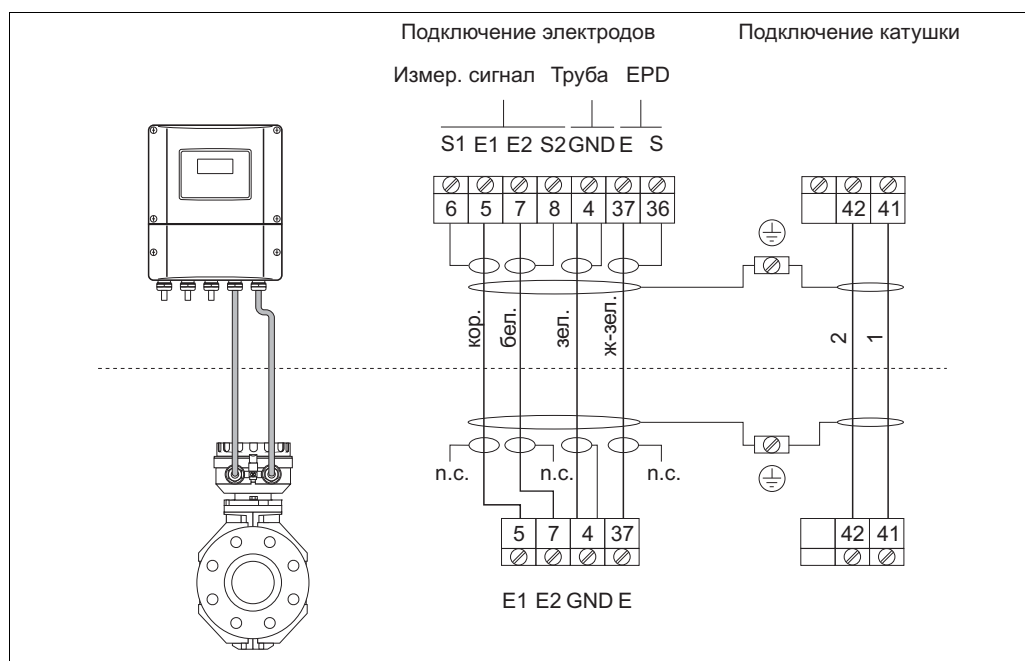 Подключение электродов Подключение катушки
Измер. сигнал Труба EPD
S1 E1 E2 S2 GND E S
6 5 7 8 4 37 36 42 41
кор. бел. зел. ж-зел. 2 1
n.c. n.c. n.c.
5 7 4 37 42 41
E1 E2 GND E